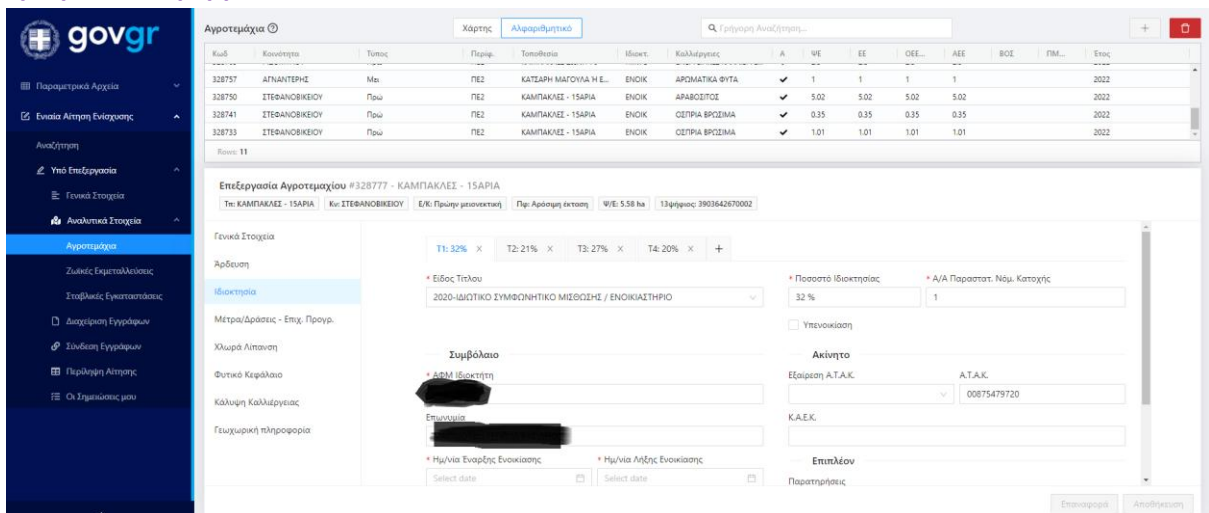 govgr
Παραμετρικά Αρχεία
Ενιαία Αίτηση Ενίσχυσης
Αναζήτηση
Υπό Επεξεργασία
Γενικά Στοιχεία
Αναλυτικά Στοιχεία
Αγροτεμάχια
Ζωικές Εκμεταλλεύσεις
Σταβλικές Εγκαταστάσεις
Διαχείριση Εγγράφων
Σύνδεση Εγγράφων
Περίληψη Αίτησης
Οι Σημειώσεις μου
Αγροτεμάχια
Χάρτης Αλφαριθμητικό
Γρήγορη Αναζήτηση...
Κωδ Κοινότητα Τύπος Περιφ. Τοποθεσία Ιδιοκτ. Καλλιέργειες Α ΨΕ ΕΕ ΟΕΕ... ΑΕΕ ΒΟΣ ΠΜ... Έτος
328757 ΑΓΝΑΝΤΕΡΗΣ Μει ΠΕ2 ΚΑΤΣΑΡΗ ΜΑΓΟΥΛΑ Η Ε... ΕΝΟΙΚ ΑΡΩΜΑΤΙΚΑ ΦΥΤΑ ✓ 1 1 1 1 2022
328750 ΣΤΕΦΑΝΟΒΙΚΕΙΟΥ Πρώ ΠΕ2 ΚΑΜΠΑΚΛΕΣ - 15ΑΡΙΑ ΕΝΟΙΚ ΑΡΑΒΟΣΙΤΟΣ ✓ 5.02 5.02 5.02 5.02 2022
328741 ΣΤΕΦΑΝΟΒΙΚΕΙΟΥ Πρώ ΠΕ2 ΚΑΜΠΑΚΛΕΣ - 15ΑΡΙΑ ΕΝΟΙΚ ΟΣΠΡΙΑ ΒΡΩΣΙΜΑ ✓ 0.35 0.35 0.35 0.35 2022
328733 ΣΤΕΦΑΝΟΒΙΚΕΙΟΥ Πρώ ΠΕ2 ΚΑΜΠΑΚΛΕΣ - 15ΑΡΙΑ ΕΝΟΙΚ ΟΣΠΡΙΑ ΒΡΩΣΙΜΑ ✓ 1.01 1.01 1.01 1.01 2022
Rows: 11
Επεξεργασία Αγροτεμαχίου #328777 - ΚΑΜΠΑΚΛΕΣ - 15ΑΡΙΑ
Τπ: ΚΑΜΠΑΚΛΕΣ - 15ΑΡΙΑ Κν: ΣΤΕΦΑΝΟΒΙΚΕΙΟΥ Ε/Κ: Πρώην μειονεκτική Πφ: Αρόσιμη έκταση Ψ/Ε: 5.58 ha 13ψήφιος: 3903642670002
Γενικά Στοιχεία
Άρδευση
Ιδιοκτησία
Μέτρα/Δράσεις - Επιχ. Προγρ.
Χλωρά Λίπανση
Φυτικό Κεφάλαιο
Κάλυψη Καλλιέργειας
Γεωχωρική πληροφορία
T1: 32% × T2: 21% × T3: 27% × T4: 20% × +
* Είδος Τίτλου * Ποσοστό Ιδιοκτησίας * Α/Α Παραστατ. Νόμ. Κατοχής
2020-ΙΔΙΩΤΙΚΟ ΣΥΜΦΩΝΗΤΙΚΟ ΜΙΣΘΩΣΗΣ / ΕΝΟΙΚΙΑΣΤΗΡΙΟ 32 % 1
Υπενοικίαση
Συμβόλαιο Ακίνητο
* ΑΦΜ Ιδιοκτήτη Εξαίρεση Α.Τ.Α.Κ. Α.Τ.Α.Κ.
00875479720
Επωνυμία Κ.Α.Ε.Κ.
* Ημ/νία Έναρξης Ενοικίασης * Ημ/νία Λήξης Ενοικίασης Επιπλέον
Select date Select date Παρατηρήσεις
Επαναφορά Αποθήκευση